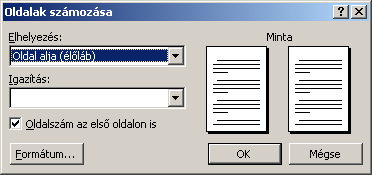 Oldalak számozása
Elhelyezés:
Oldal alja (élőláb)
Igazítás:
Oldalszám az első oldalon is
Formátum...
Minta
OK
Mégse